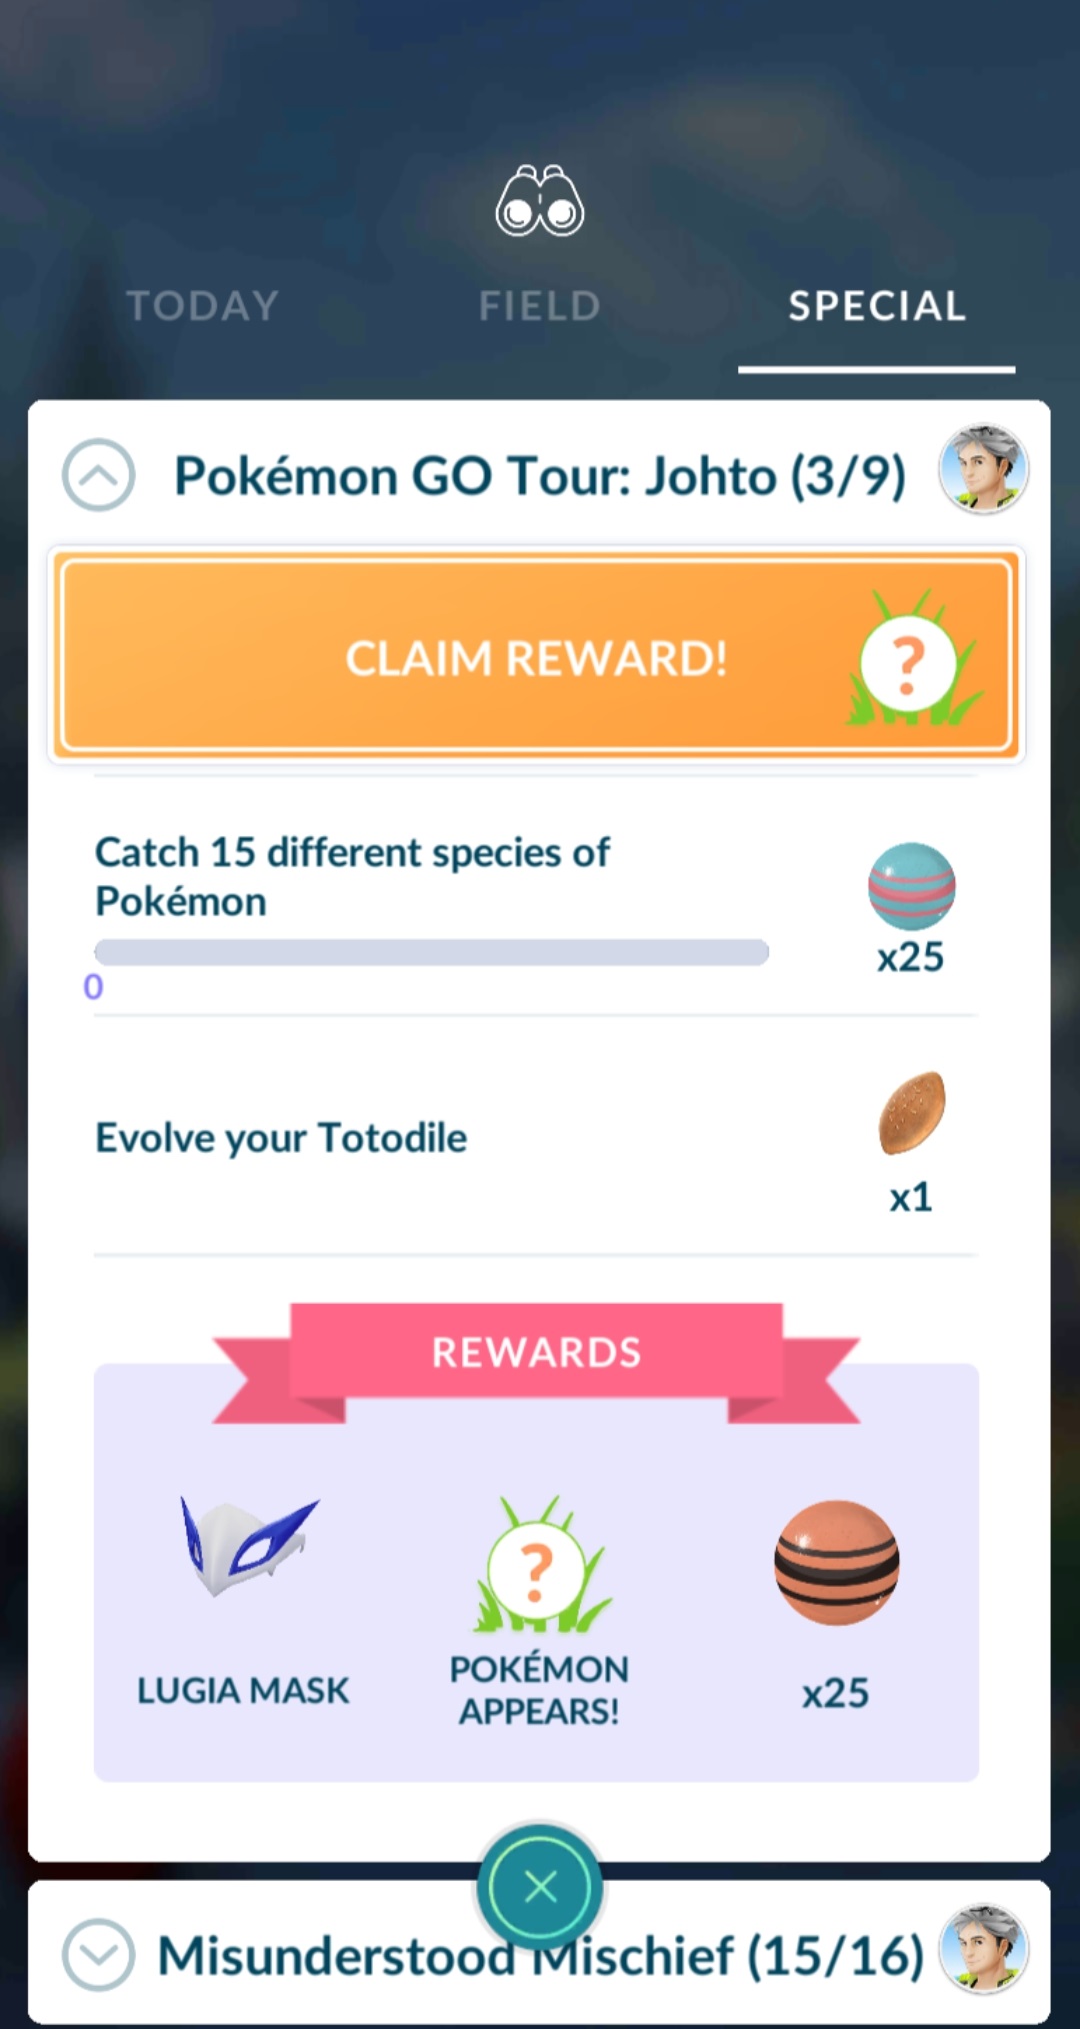 TODAY
FIELD
SPECIAL
Pokémon GO Tour: Johto (3/9)
CLAIM REWARD!
?
Catch 15 different species of
Pokémon
x25
0
Evolve your Totodile
x1
REWARDS
?
LUGIA MASK
POKÉMON
APPEARS!
x25
Misunderstood Mischief (15/16)